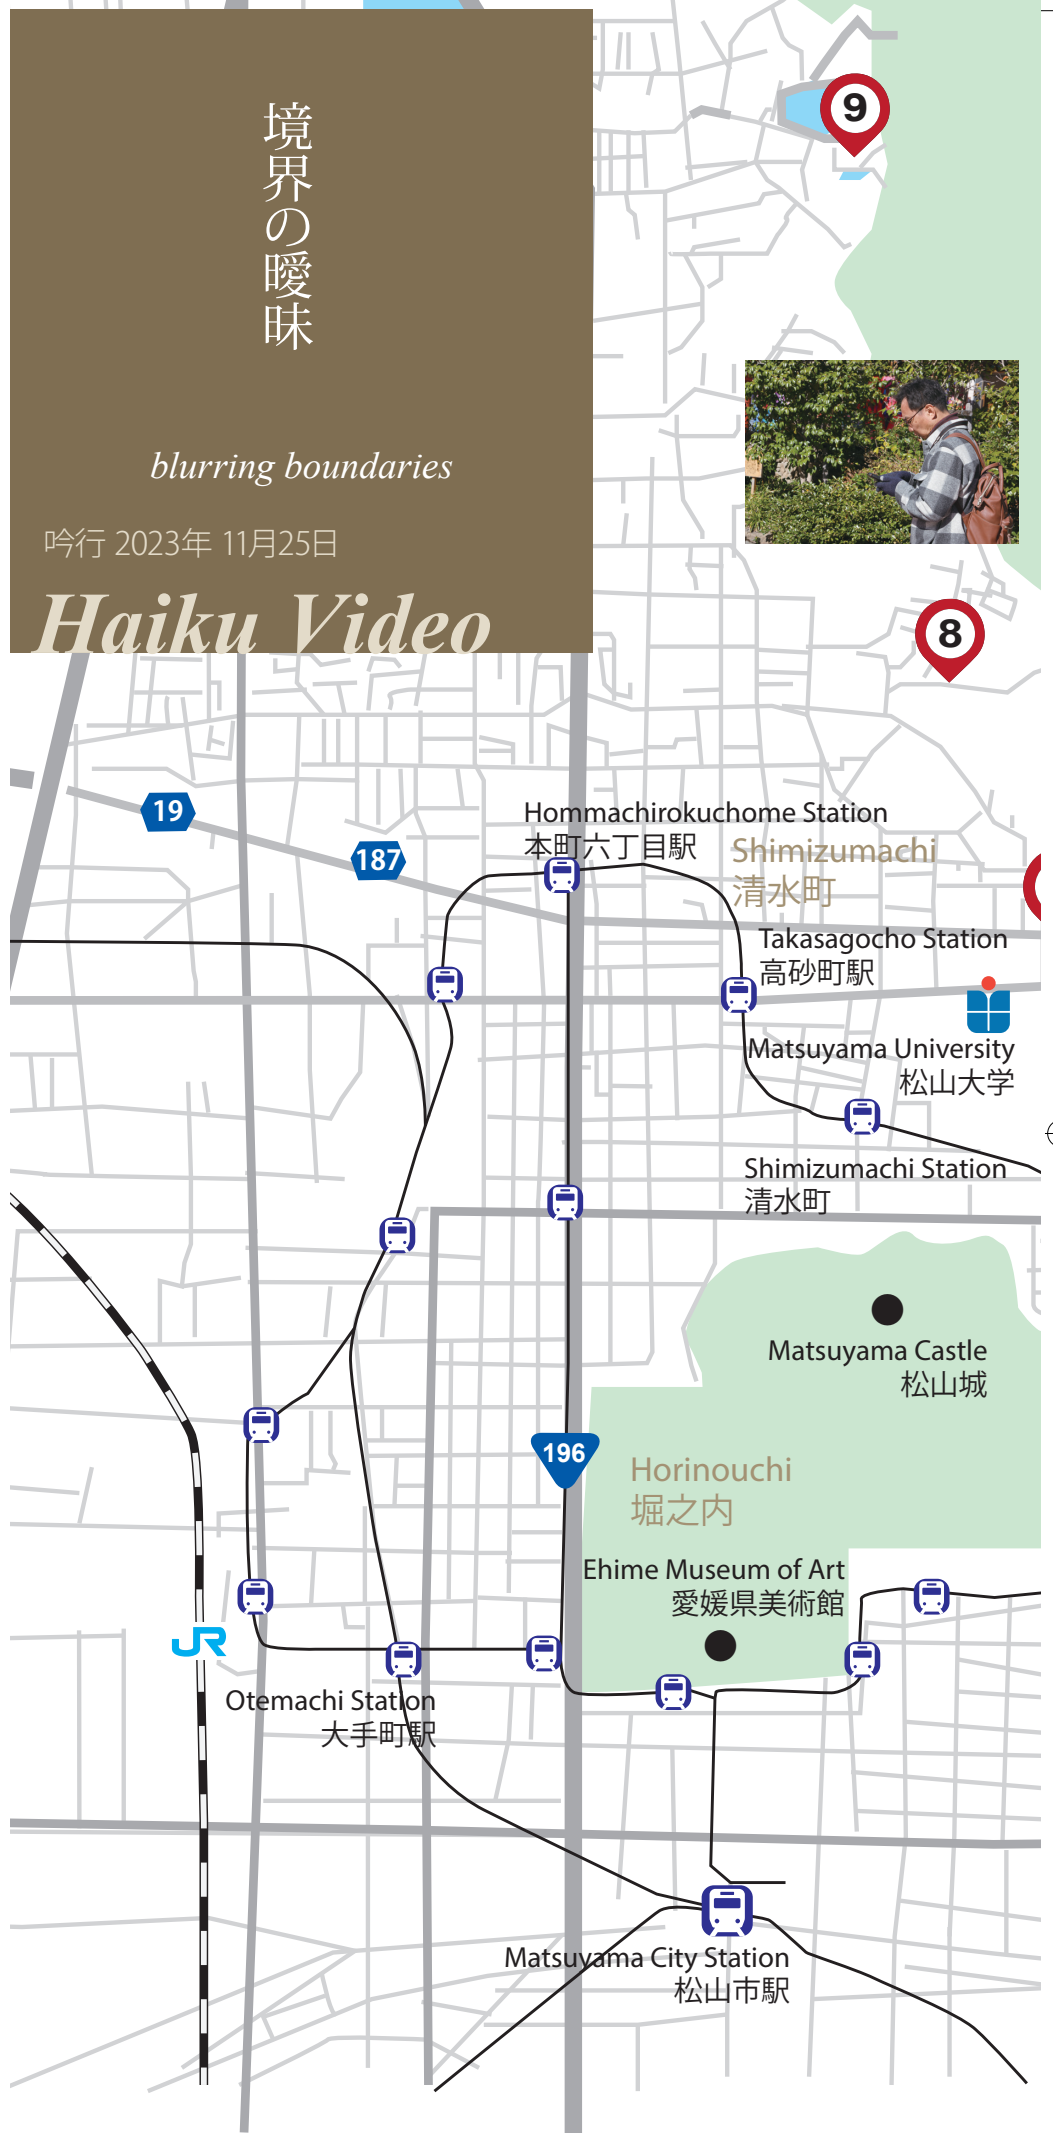 境界の曖昧
blurring boundaries
吟行 2023年 11月25日
Haiku Video
9
8
19
187
Hommachirokuchome Station
本町六丁目駅
Shimizumachi
清水町
Takasagocho Station
高砂町駅
Matsuyama University
松山大学
Shimizumachi Station
清水町
Matsuyama Castle
松山城
196
Horinouchi
堀之内
Ehime Museum of Art
愛媛県美術館
JR
Otemachi Station
大手町駅
Matsuyama City Station
松山市駅